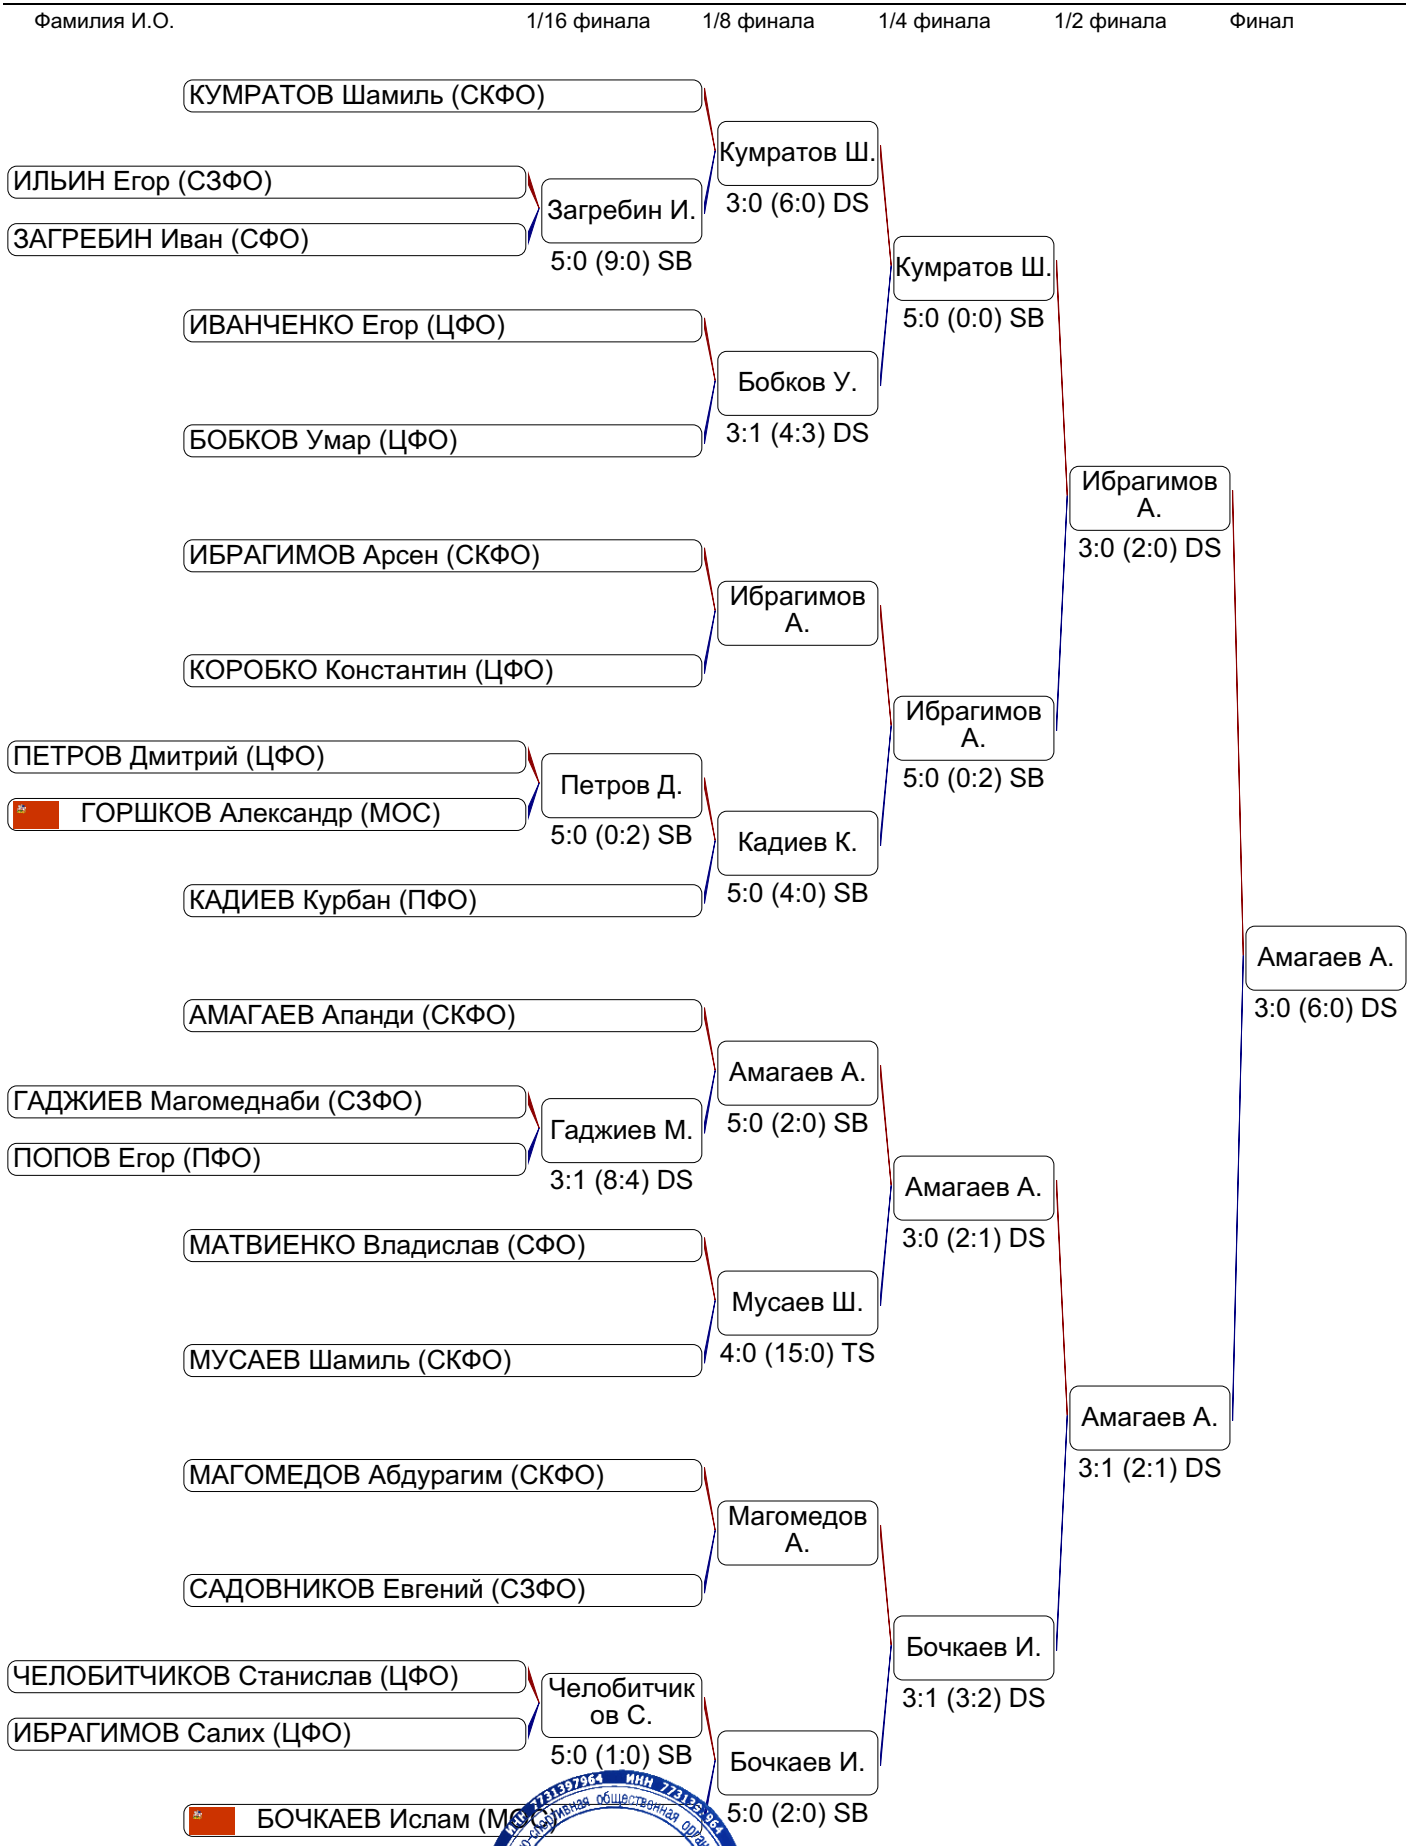 Фамилия И.О. 1/16 финала 1/8 финала 1/4 финала 1/2 финала Финал
КУМРАТОВ Шамиль (СКФО)
Кумратов Ш.
3:0 (6:0) DS
ИЛЬИН Егор (СЗФО)
Загребин И.
5:0 (9:0) SB
ЗАГРЕБИН Иван (СФО)
Кумратов Ш.
5:0 (0:0) SB
ИВАНЧЕНКО Егор (ЦФО)
Бобков У.
3:1 (4:3) DS
БОБКОВ Умар (ЦФО)
Ибрагимов
А.
3:0 (2:0) DS
ИБРАГИМОВ Арсен (СКФО)
Ибрагимов
А.
КОРОБКО Константин (ЦФО)
Ибрагимов
А.
5:0 (0:2) SB
ПЕТРОВ Дмитрий (ЦФО)
Петров Д.
5:0 (0:2) SB
ГОРШКОВ Александр (МОС)
Кадиев К.
5:0 (4:0) SB
КАДИЕВ Курбан (ПФО)
Амагаев А.
3:0 (6:0) DS
АМАГАЕВ Апанди (СКФО)
Амагаев А.
5:0 (2:0) SB
ГАДЖИЕВ Магомеднаби (СЗФО)
Гаджиев М.
3:1 (8:4) DS
ПОПОВ Егор (ПФО)
Амагаев А.
3:0 (2:1) DS
МАТВИЕНКО Владислав (СФО)
Мусаев Ш.
4:0 (15:0) TS
МУСАЕВ Шамиль (СКФО)
Амагаев А.
3:1 (2:1) DS
МАГОМЕДОВ Абдурагим (СКФО)
Магомедов
А.
САДОВНИКОВ Евгений (СЗФО)
Бочкаев И.
3:1 (3:2) DS
ЧЕЛОБИТЧИКОВ Станислав (ЦФО)
Челобитчик
ов С.
5:0 (1:0) SB
ИБРАГИМОВ Салих (ЦФО)
Бочкаев И.
5:0 (2:0) SB
БОЧКАЕВ Ислам (МОС)
ИНН 7731397964 ИНН 7731397964
общественная